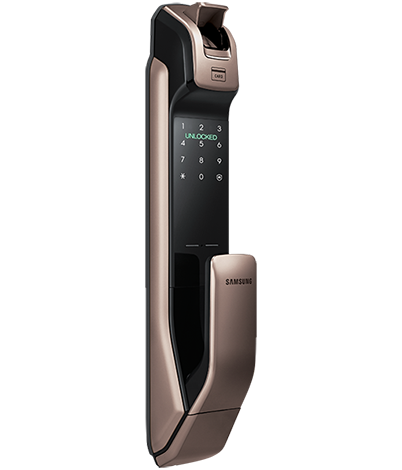 CARD
1 2 3
UNLOCKED
4 5 6
7 8 9
* 0
SAMSUNG